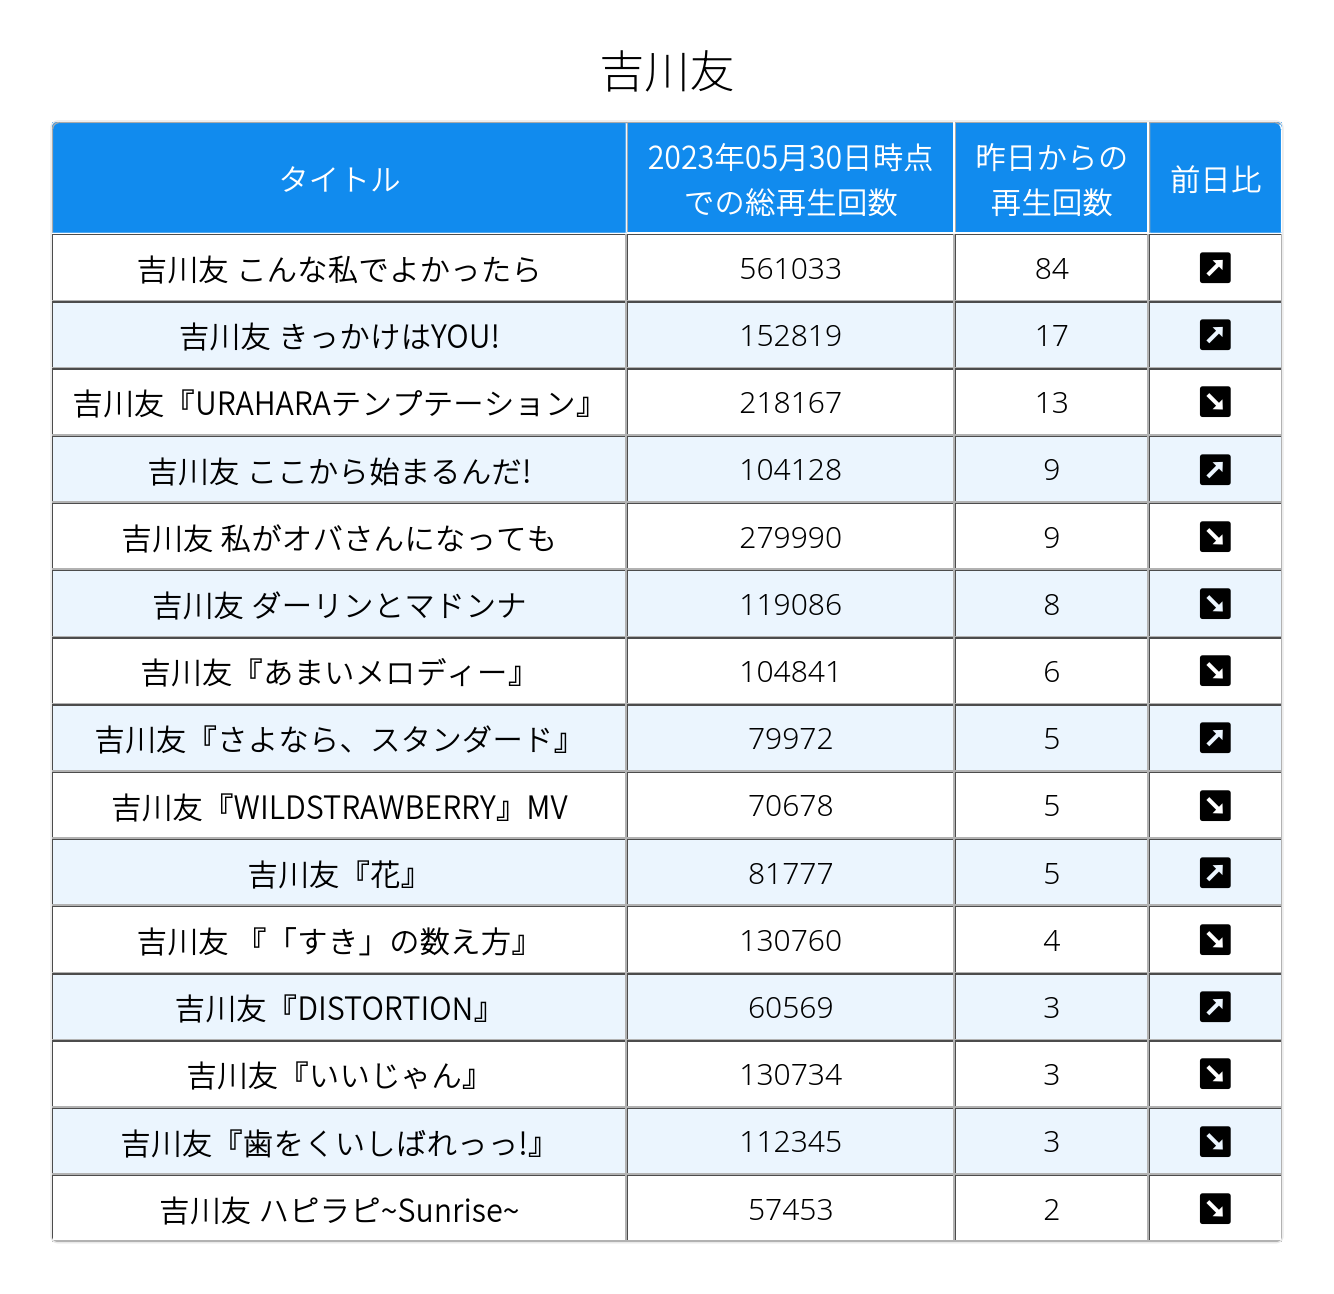 吉川友
タイトル 2023年05月30日時点 昨日からの 前日比
での総再生回数 再生回数
吉川友 こんな私でよかったら 561033 84 ↗
吉川友 きっかけはYOU! 152819 17 ↗
吉川友『URAHARAテンプテーション』 218167 13 ↘
吉川友 ここから始まるんだ! 104128 9 ↗
吉川友 私がオバさんになっても 279990 9 ↘
吉川友 ダーリンとマドンナ 119086 8 ↘
吉川友『あまいメロディー』 104841 6 ↘
吉川友『さよなら、スタンダード』 79972 5 ↗
吉川友『WILDSTRAWBERRY』MV 70678 5 ↘
吉川友『花』 81777 5 ↗
吉川友 『「すき」の数え方』 130760 4 ↘
吉川友『DISTORTION』 60569 3 ↗
吉川友『いいじゃん』 130734 3 ↘
吉川友『歯をくいしばれっっ!』 112345 3 ↘
吉川友 ハピラピ~Sunrise~ 57453 2 ↘